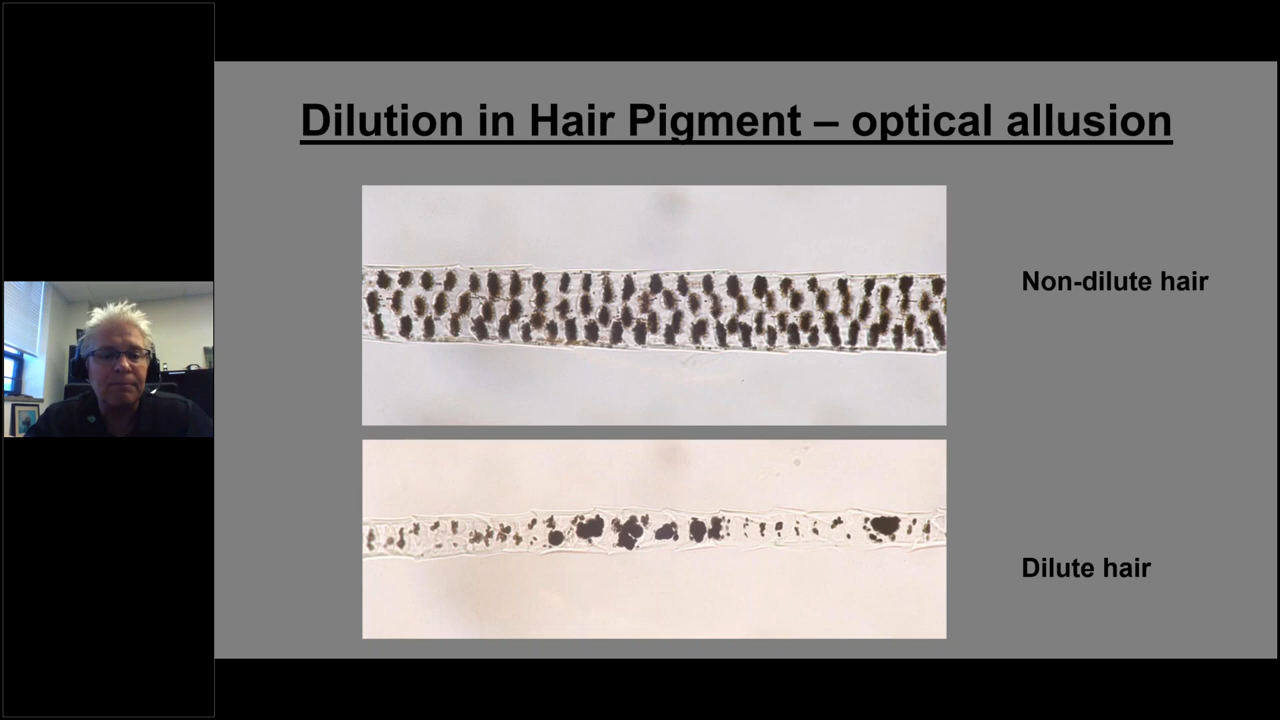 Dilution in Hair Pigment – optical allusion
Non-dilute hair
Dilute hair